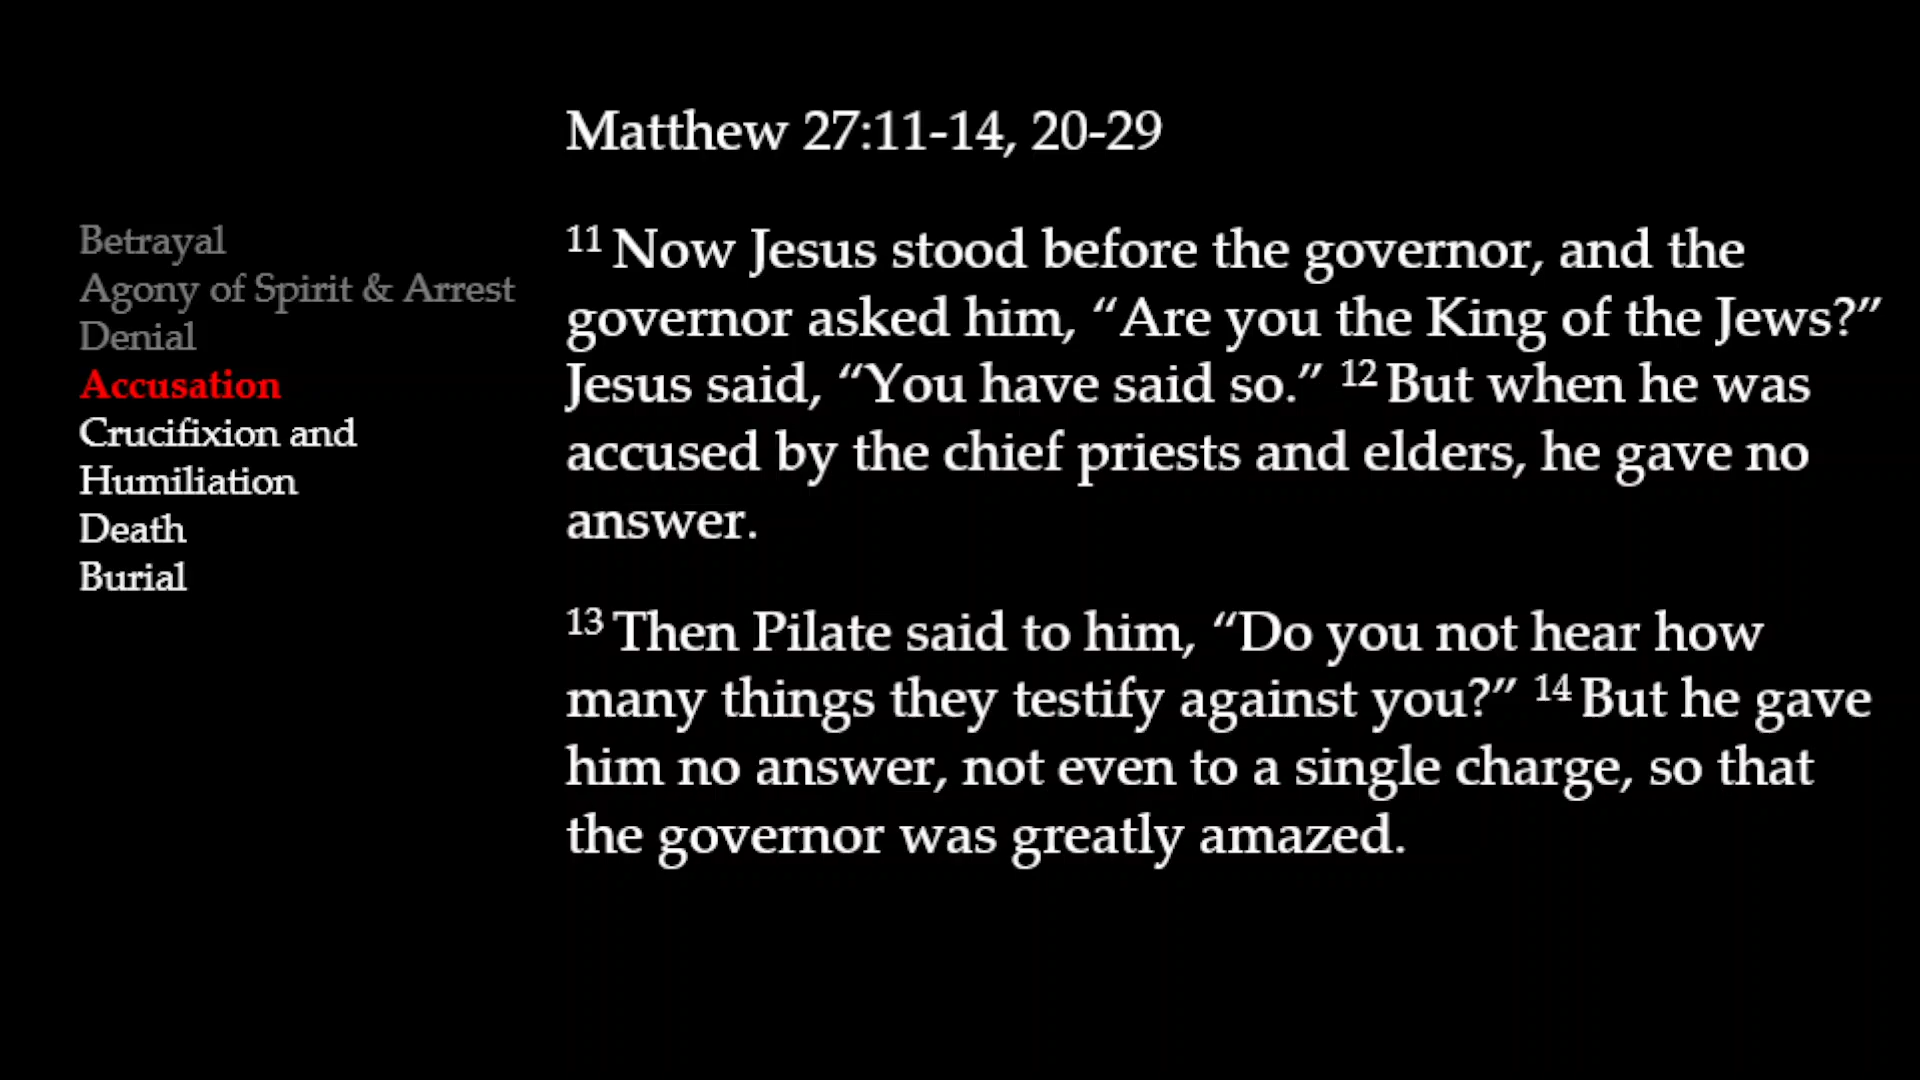 Matthew 27:11-14, 20-29
Betrayal
Agony of Spirit & Arrest
Denial
Accusation
Crucifixion and
Humiliation
Death
Burial
11 Now Jesus stood before the governor, and the
governor asked him, “Are you the King of the Jews?”
Jesus said, “You have said so.” 12 But when he was
accused by the chief priests and elders, he gave no
answer.
13 Then Pilate said to him, “Do you not hear how
many things they testify against you?” 14 But he gave
him no answer, not even to a single charge, so that
the governor was greatly amazed.